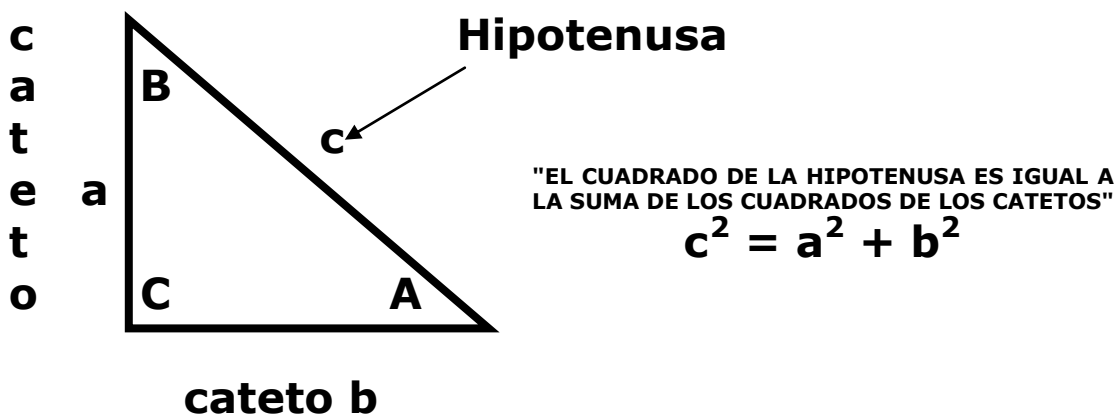 Hipotenusa
cateto
a
B
c
C
A
cateto b
"EL CUADRADO DE LA HIPOTENUSA ES IGUAL A
LA SUMA DE LOS CUADRADOS DE LOS CATETOS"
c² = a² + b²